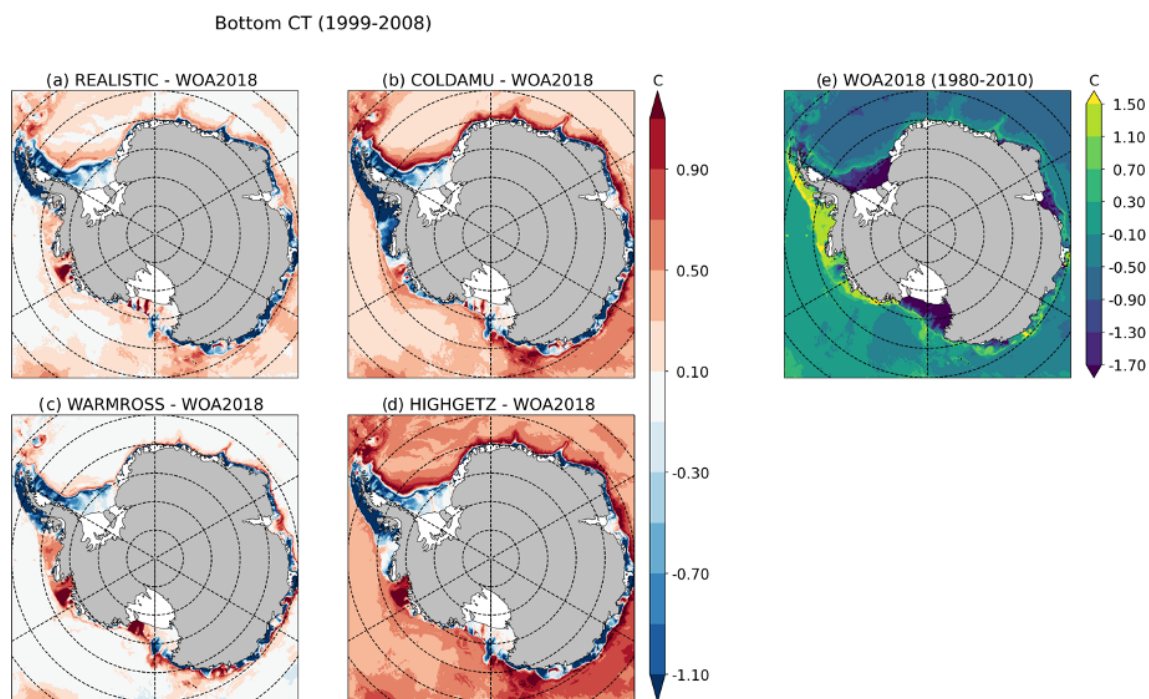 Bottom CT (1999-2008)
(a) REALISTIC - WOA2018
(b) COLDAMU - WOA2018
C
(e) WOA2018 (1980-2010)
C
0.90
0.50
0.10
-0.30
-0.70
-1.10
1.50
1.10
0.70
0.30
-0.10
-0.50
-0.90
-1.30
-1.70
(c) WARMROSS - WOA2018
(d) HIGHGETZ - WOA2018